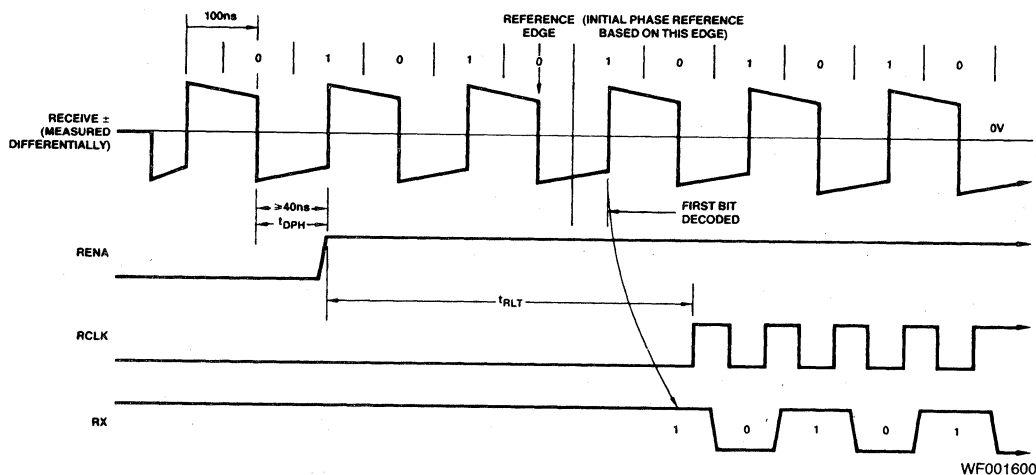 100ns
REFERENCE (INITIAL PHASE REFERENCE
EDGE BASED ON THIS EDGE)
0 1 0 1 0 1 0 1 0 1 0
RECEIVE ±
(MEASURED
DIFFERENTIALLY)
0V
≥40ns
tDPH
FIRST BIT
DECODED
RENA
tRLT
RCLK
RX
1 0 1 0 1
WF001600